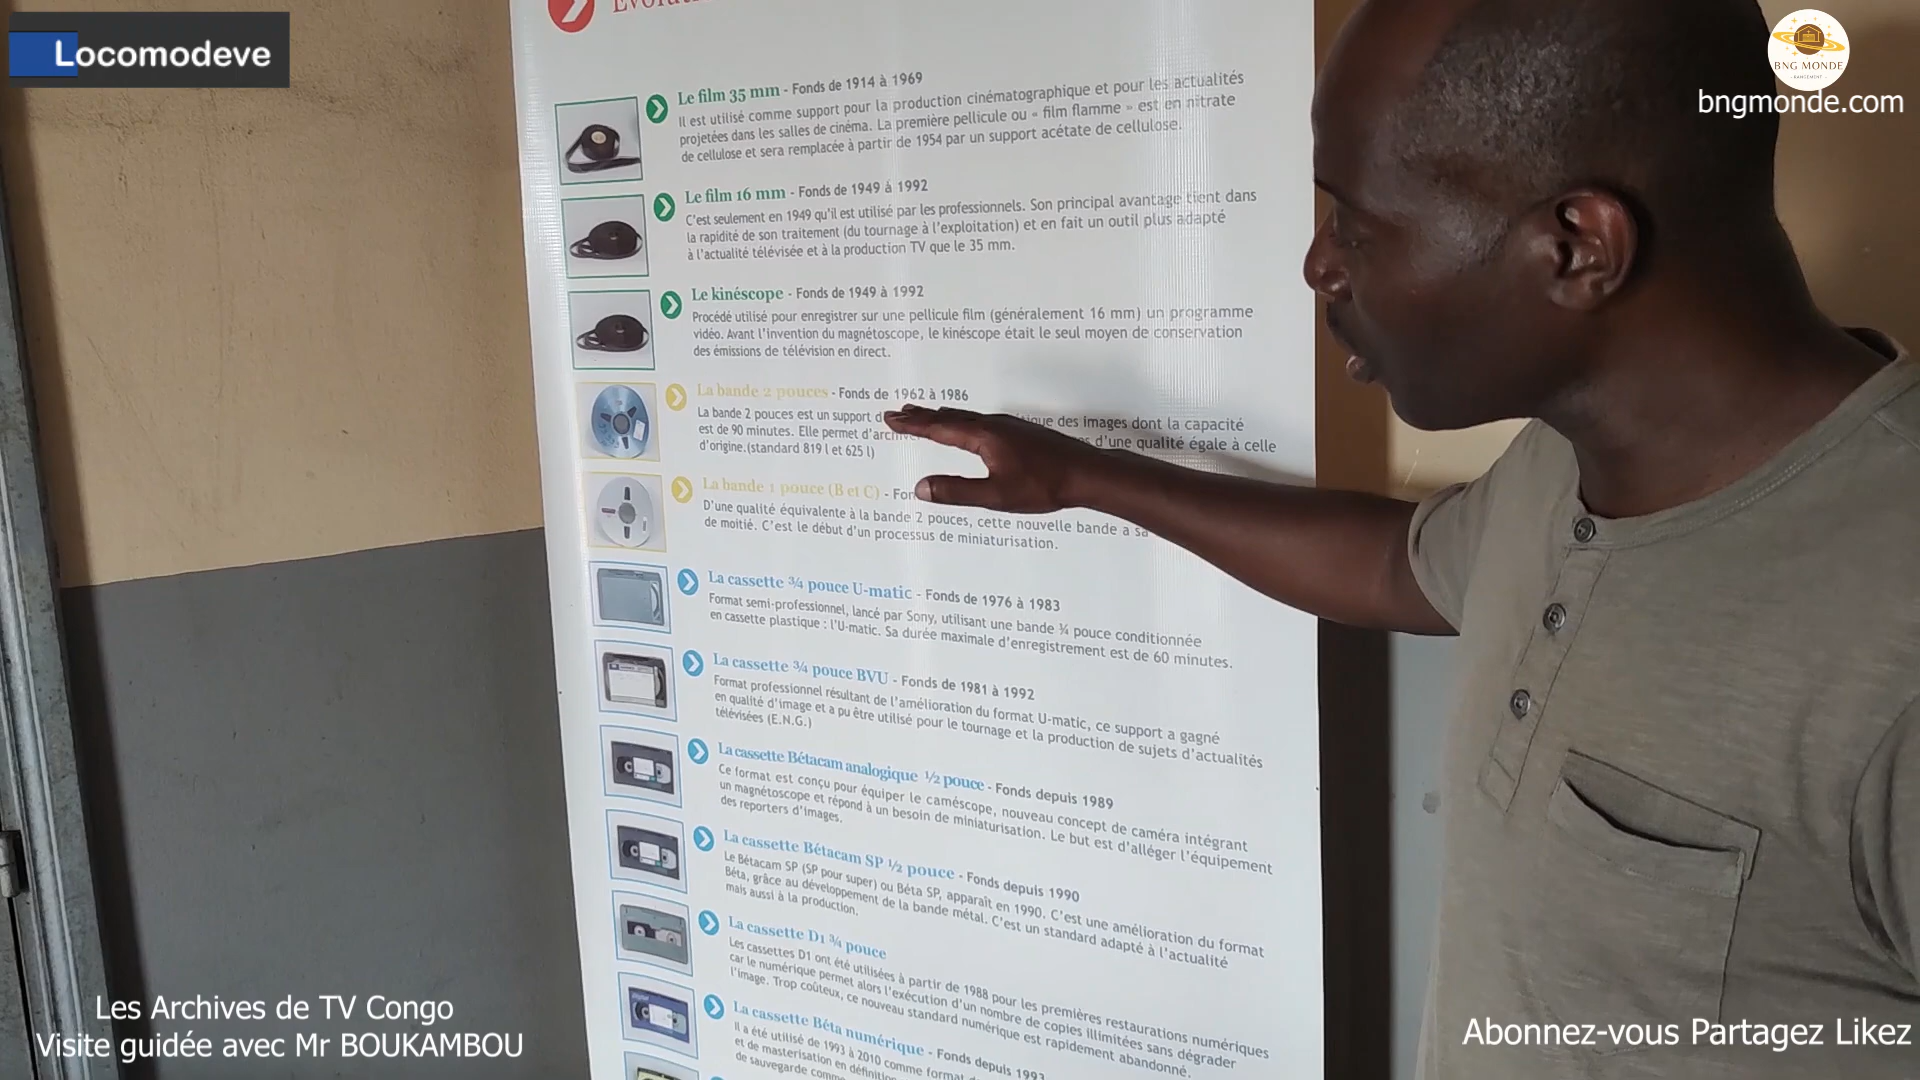 Locomodeve
BNG MONDE
RANGEMENT
bngmonde.com
Le film 35 mm - Fonds de 1914 à 1969
Il est utilisé comme support pour la production cinématographique et pour les actualités
projetées dans les salles de cinéma. La première pellicule ou « film flamme » est en nitrate
de cellulose et sera remplacée à partir de 1954 par un support acétate de cellulose.
Le film 16 mm - Fonds de 1949 à 1992
C'est seulement en 1949 qu'il est utilisé par les professionnels. Son principal avantage tient dans
la rapidité de son traitement (du tournage à l'exploitation) et en fait un outil plus adapté
à l'actualité télévisée et à la production TV que le 35 mm.
Le kinéscope - Fonds de 1949 à 1992
Procédé utilisé pour enregistrer sur une pellicule film (généralement 16 mm) un programme
vidéo. Avant l'invention du magnétoscope, le kinéscope était le seul moyen de conservation
des émissions de télévision en direct.
La bande 2 pouces - Fonds de 1962 à 1986
La bande 2 pouces est un support des images dont la capacité
est de 90 minutes. Elle permet d'une qualité égale à celle
d'origine.(standard 819 l et 625 l)
La bande 1 pouce (B et C) -
D'une qualité équivalente à la bande 2 pouces, cette nouvelle bande a
de moitié. C'est le début d'un processus de miniaturisation.
La cassette ¾ pouce U-matic - Fonds de 1976 à 1983
Format semi-professionnel, lancé par Sony, utilisant une bande ¾ pouce conditionnée
en cassette plastique : l'U-matic. Sa durée maximale d'enregistrement est de 60 minutes.
La cassette ¾ pouce BVU - Fonds de 1981 à 1992
Format professionnel résultant de l'amélioration du format U-matic, ce support a gagné
en qualité d'image et a pu être utilisé pour le tournage et la production de sujets d'actualités
télévisées (E.N.G.)
La cassette Bétacam analogique ½ pouce - Fonds depuis 1989
Ce format est conçu pour équiper le caméscope, nouveau concept de caméra intégrant
un magnétoscope et répond à un besoin de miniaturisation. Le but est d'alléger l'équipement
des reporters d'images.
La cassette Bétacam SP ½ pouce - Fonds depuis 1990
Le Bétacam SP (SP pour super) ou Béta SP, apparaît en 1990. C'est une amélioration du format
Béta, grâce au développement de la bande métal. C'est un standard adapté à l'actualité
mais aussi à la production.
La cassette D1 ¾ pouce
Les cassettes D1 ont été utilisées à partir de 1988 pour les premières restaurations numériques
car le numérique permet alors l'exécution d'un nombre de copies illimitées sans dégrader
l'image. Trop coûteux, ce nouveau standard numérique est rapidement abandonné.
La cassette Béta numérique - Fonds depuis 1993
Il a été utilisé de 1993 à 2010 comme format
et de masterisation en
de sauvegarde
Les Archives de TV Congo
Visite guidée avec Mr BOUKAMBOU
Abonnez-vous Partagez Likez